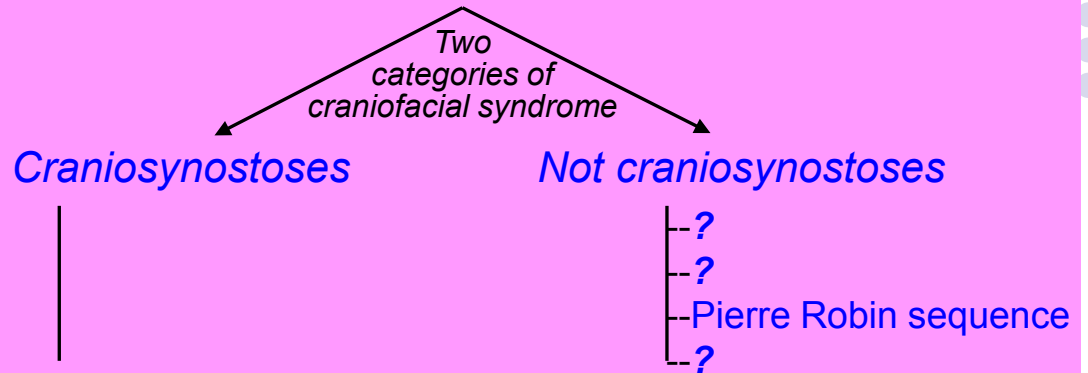 Two
categories of
craniofacial syndrome
Craniosynostoses
Not craniosynostoses
--?
--?
--Pierre Robin sequence
--?